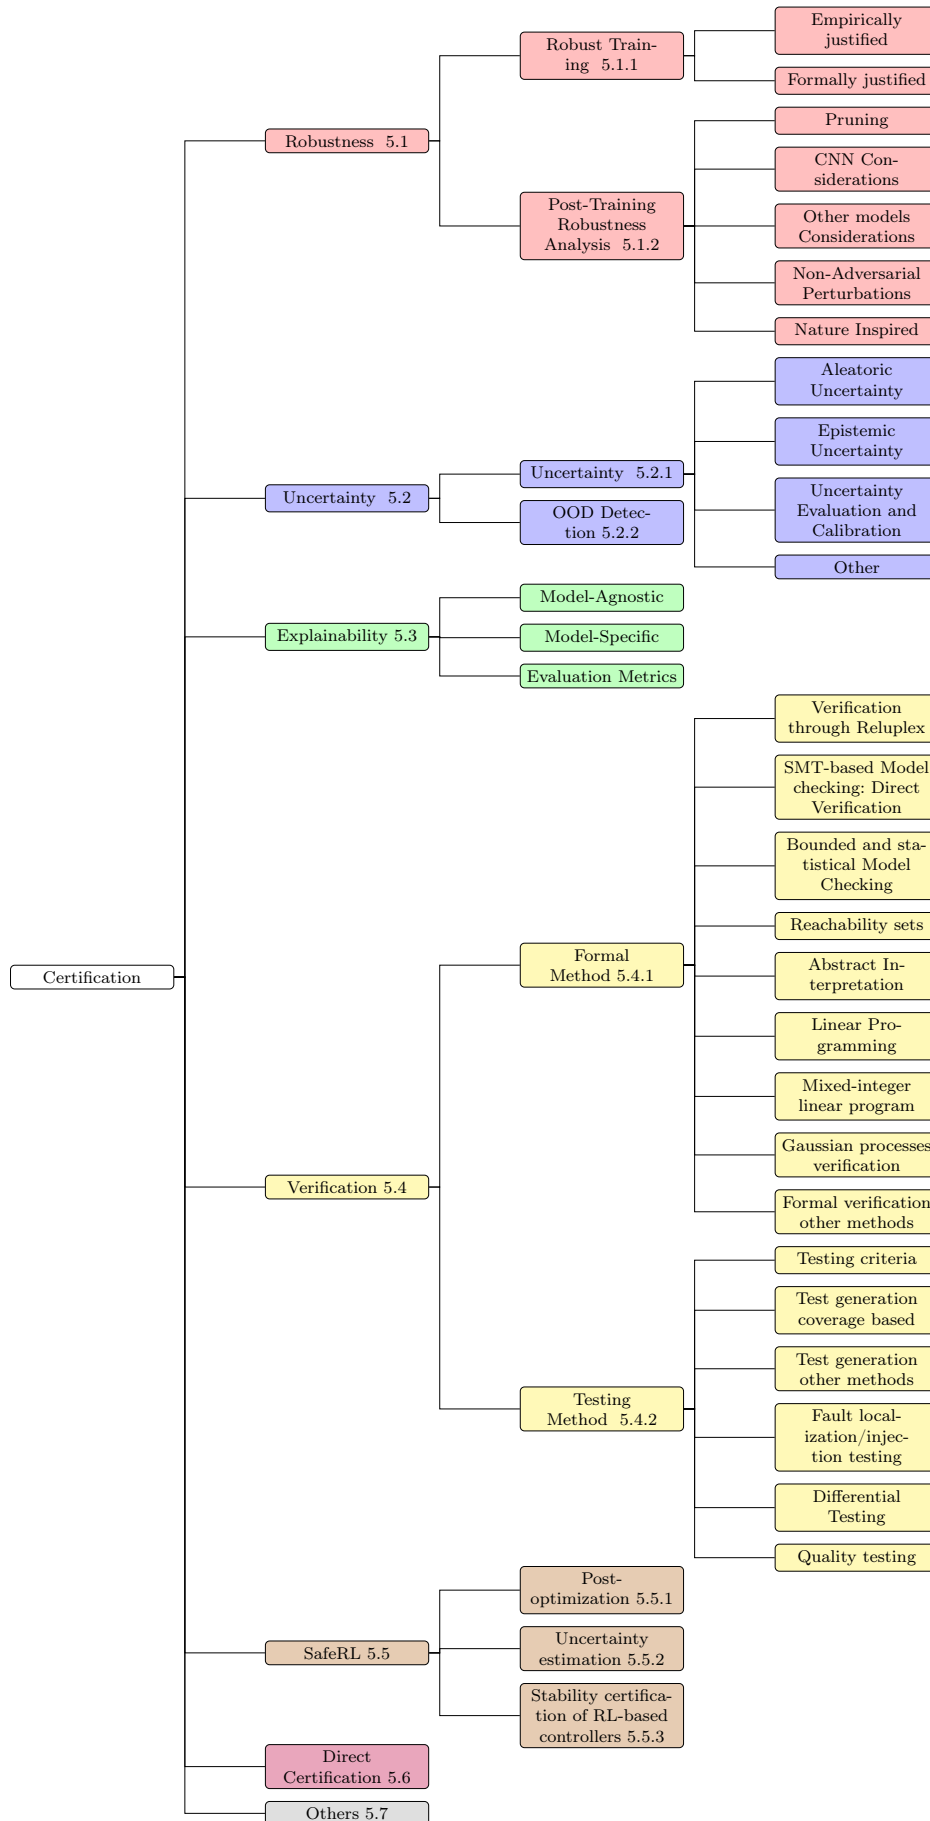 Empirically
justified
Robust Train-
ing 5.1.1
Formally justified
Pruning
Robustness 5.1
CNN Con-
siderations
Post-Training
Robustness
Analysis 5.1.2
Other models
Considerations
Non-Adversarial
Perturbations
Nature Inspired
Aleatoric
Uncertainty
Epistemic
Uncertainty
Uncertainty 5.2.1
Uncertainty 5.2
Uncertainty
Evaluation and
Calibration
OOD Detec-
tion 5.2.2
Other
Model-Agnostic
Explainability 5.3
Model-Specific
Evaluation Metrics
Verification
through Reluplex
SMT-based Model
checking: Direct
Verification
Bounded and sta-
tistical Model
Checking
Reachability sets
Formal
Method 5.4.1
Certification
Abstract In-
terpretation
Linear Pro-
gramming
Mixed-integer
linear program
Gaussian processes
verification
Verification 5.4
Formal verification
other methods
Testing criteria
Test generation
coverage based
Test generation
other methods
Testing
Method 5.4.2
Fault local-
ization/injec-
tion testing
Differential
Testing
Quality testing
Post-
optimization 5.5.1
SafeRL 5.5
Uncertainty
estimation 5.5.2
Stability certifica-
tion of RL-based
controllers 5.5.3
Direct
Certification 5.6
Others 5.7